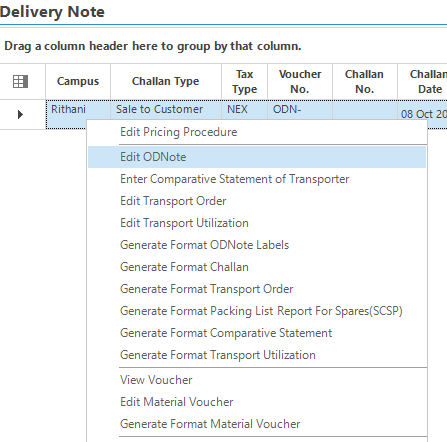 Delivery Note
Drag a column header here to group by that column.
Campus Challan Type Tax Type Voucher No. Challan No. Challan Date
Rithani Sale to Customer NEX ODN- 08 Oct 20
Edit Pricing Procedure
Edit ODNote
Enter Comparative Statement of Transporter
Edit Transport Order
Edit Transport Utilization
Generate Format ODNote Labels
Generate Format Challan
Generate Format Transport Order
Generate Format Packing List Report For Spares(SCSP)
Generate Format Comparative Statement
Generate Format Transport Utilization
View Voucher
Edit Material Voucher
Generate Format Material Voucher